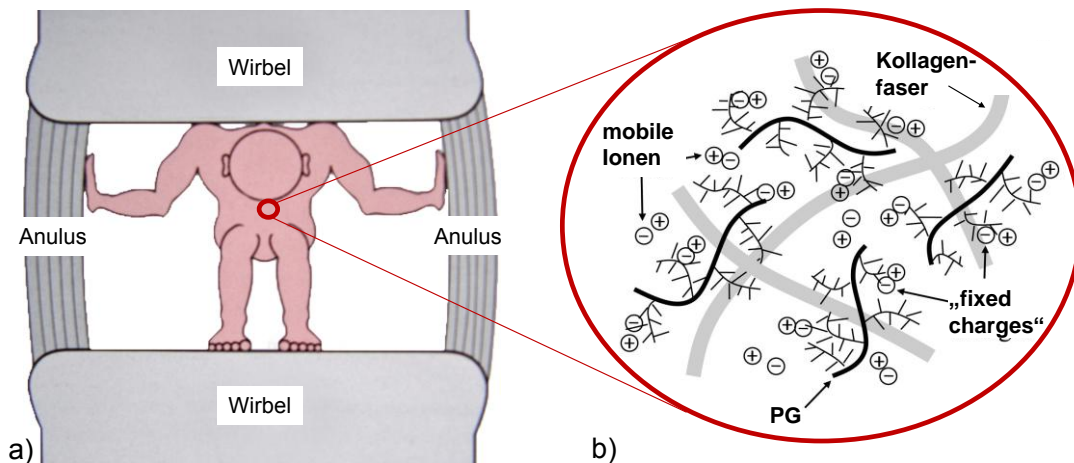 Wirbel
Anulus
Anulus
Wirbel
a)
Kollagen-
faser
mobile
Ionen
„fixed
charges“
PG
b)